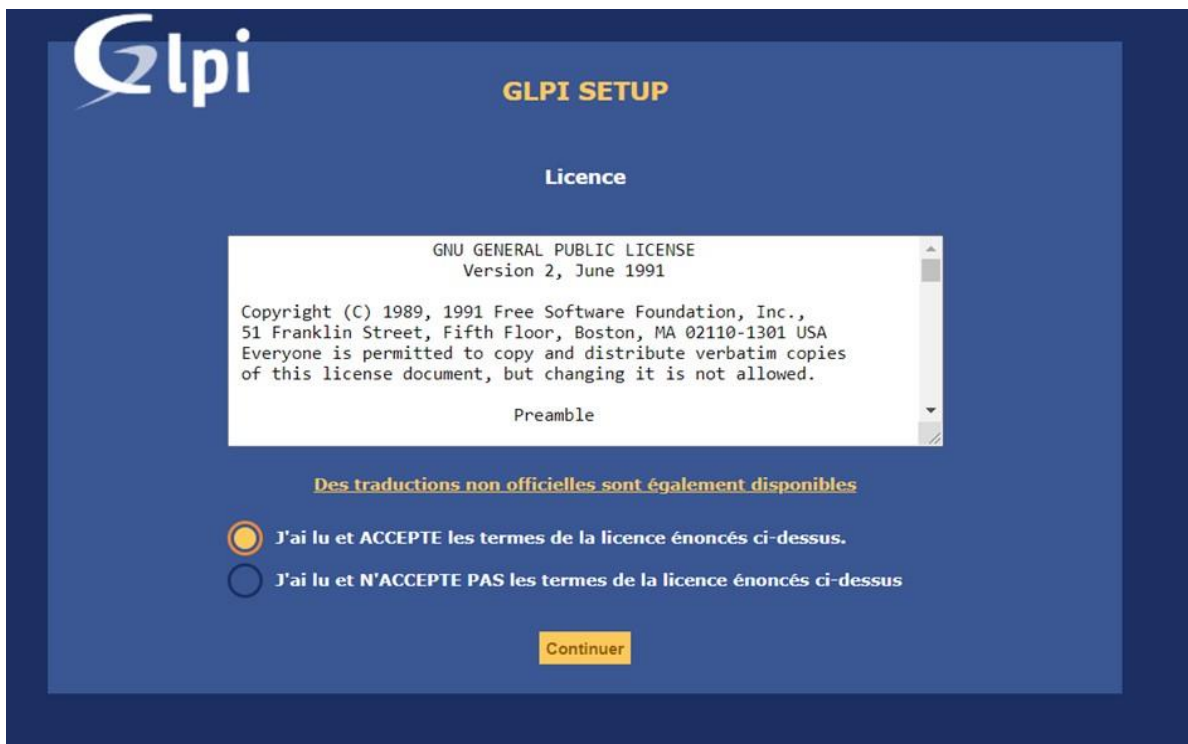 Glpi
GLPI SETUP
Licence
GNU GENERAL PUBLIC LICENSE
Version 2, June 1991
Copyright (C) 1989, 1991 Free Software Foundation, Inc.,
51 Franklin Street, Fifth Floor, Boston, MA 02110-1301 USA
Everyone is permitted to copy and distribute verbatim copies
of this license document, but changing it is not allowed.
Preamble
Des traductions non officielles sont également disponibles
J'ai lu et ACCEPTE les termes de la licence énoncés ci-dessus.
J'ai lu et N'ACCEPTE PAS les termes de la licence énoncés ci-dessus
Continuer